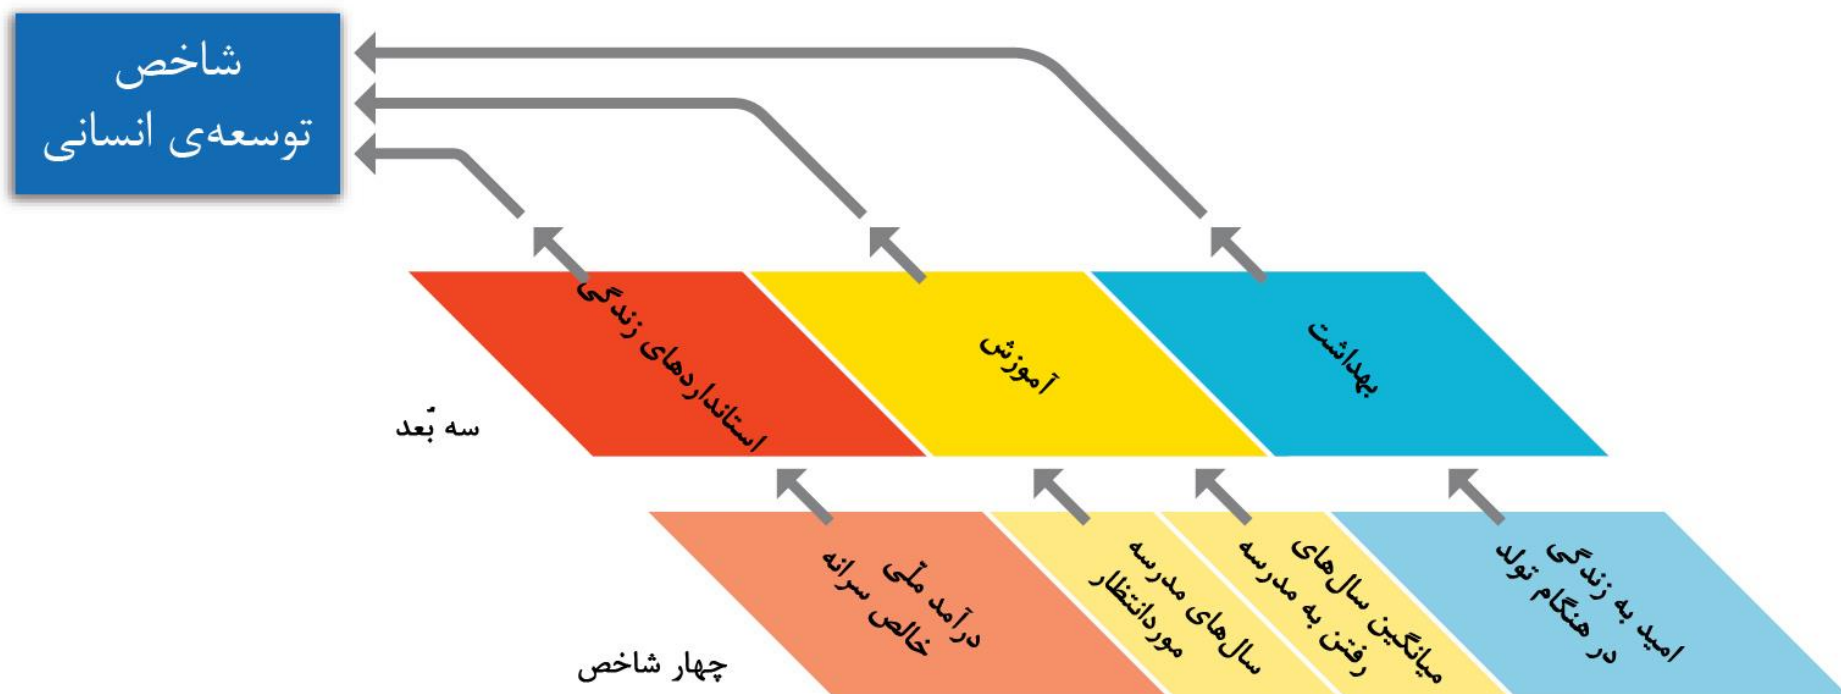 شاخص
توسعه‌ی انسانی
بهداشت
آموزش
استانداردهای زندگی
سه بّعد
امید به زندگی
در هنگام تولد
میانگین سال‌های
رفتن به مدرسه
سال‌های مدرسه
موردانتظار
درآمد ملّی
خالص سرانه
چهار شاخص